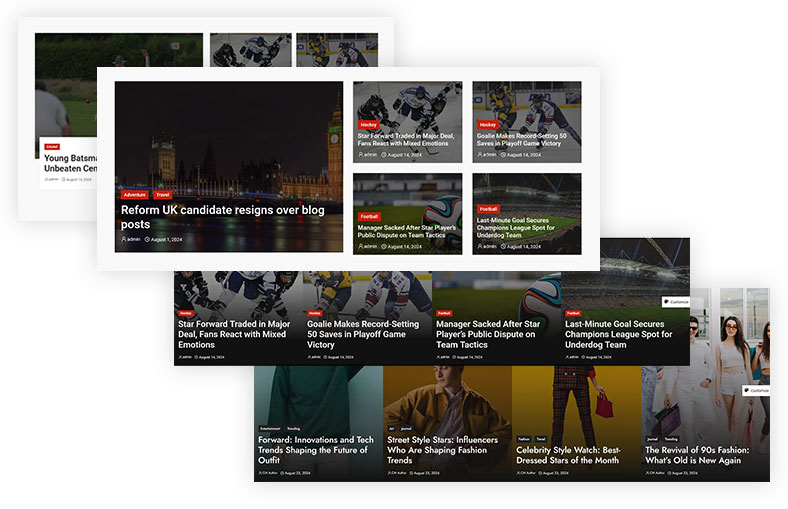 Cricket
Young Batsma
Unbeaten Cen
admin August 14, 2024
Adventure Travel
Reform UK candidate resigns over blog
posts
admin August 1, 2024
Hockey
Star Forward Traded in Major Deal,
Fans React with Mixed Emotions
admin August 14, 2024
Hockey
Goalie Makes Record-Setting 50
Saves in Playoff Game Victory
admin August 14, 2024
Football
Manager Sacked After Star Player's
Public Dispute on Team Tactics
admin August 14, 2024
Football
Last-Minute Goal Secures
Champions League Spot for
Underdog Team
admin August 14, 2024
Customize
Hockey
Star Forward Traded in Major
Deal, Fans React with Mixed
Emotions
admin August 14, 2024
Hockey
Goalie Makes Record-Setting
50 Saves in Playoff Game
Victory
admin August 14, 2024
Football
Manager Sacked After Star
Player's Public Dispute on
Team Tactics
admin August 14, 2024
Football
Last-Minute Goal Secures
Champions League Spot for
Underdog Team
admin August 14, 2024
Customize
Entertainment Trending
Forward: Innovations and Tech
Trends Shaping the Future of
Outfit
CM Author August 23, 2024
Art Journal
Street Style Stars: Influencers
Who Are Shaping Fashion
Trends
CM Author August 23, 2024
Fashion Travel
Celebrity Style Watch: Best-
Dressed Stars of the Month
CM Author August 23, 2024
Journal Trending
The Revival of 90s Fashion:
What's Old is New Again
CM Author August 23, 2024